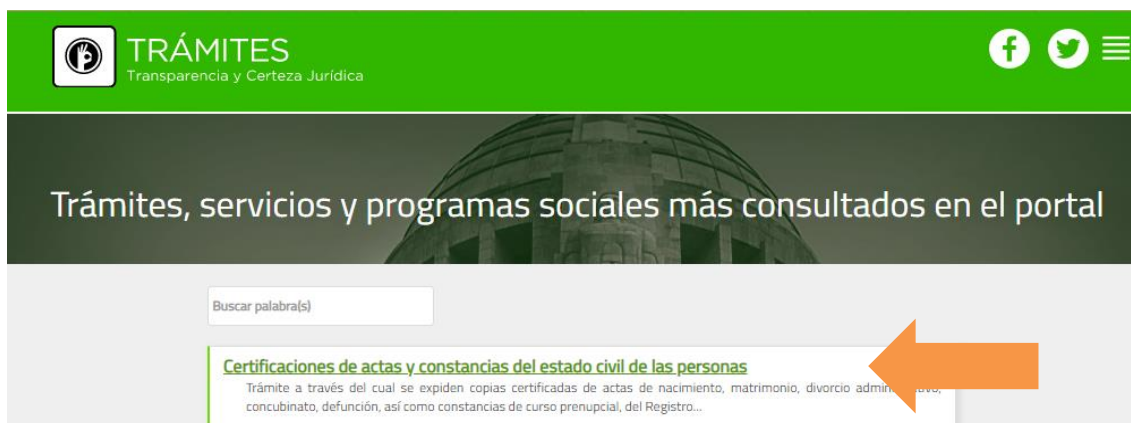 TRÁMITES
Transparencia y Certeza Jurídica
Trámites, servicios y programas sociales más consultados en el portal
Buscar palabra(s)
Certificaciones de actas y constancias del estado civil de las personas
Trámite a través del cual se expiden copias certificadas de actas de nacimiento, matrimonio, divorcio
concubinato, defunción, así como constancias de curso prenupcial, del Registro...